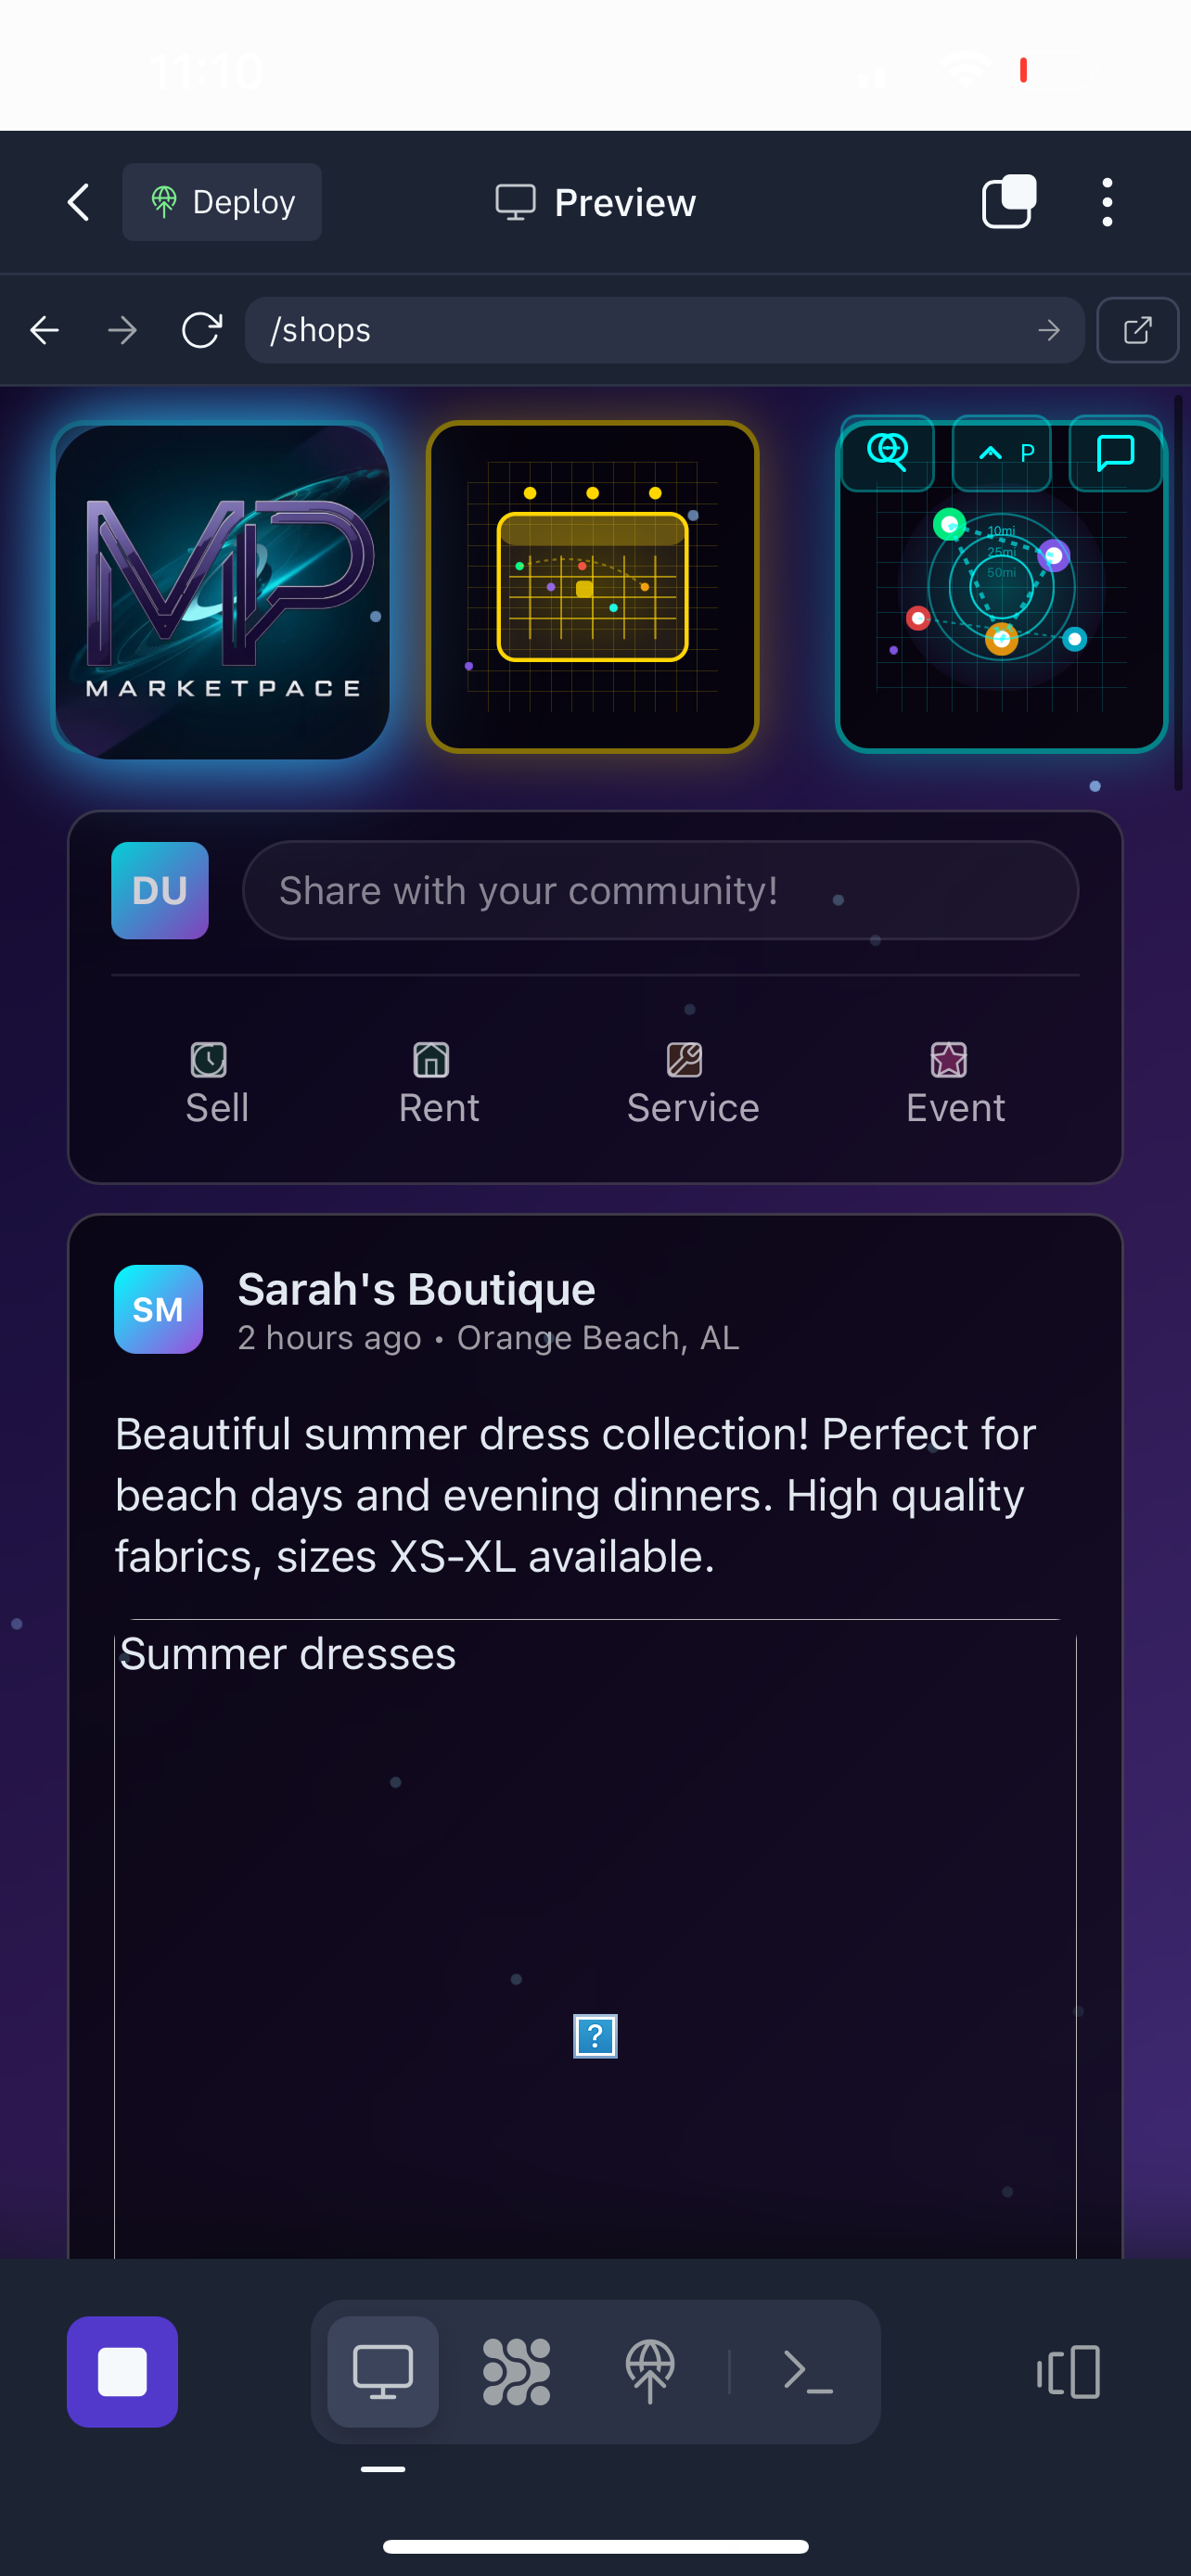 11:10
Deploy
Preview
/shops
MP
MARKETPACE
P
10mi
25mi
50mi
DU
Share with your community!
Sell
Rent
Service
Event
SM
Sarah's Boutique
2 hours ago • Orange Beach, AL
Beautiful summer dress collection! Perfect for
beach days and evening dinners. High quality
fabrics, sizes XS-XL available.
Summer dresses
?